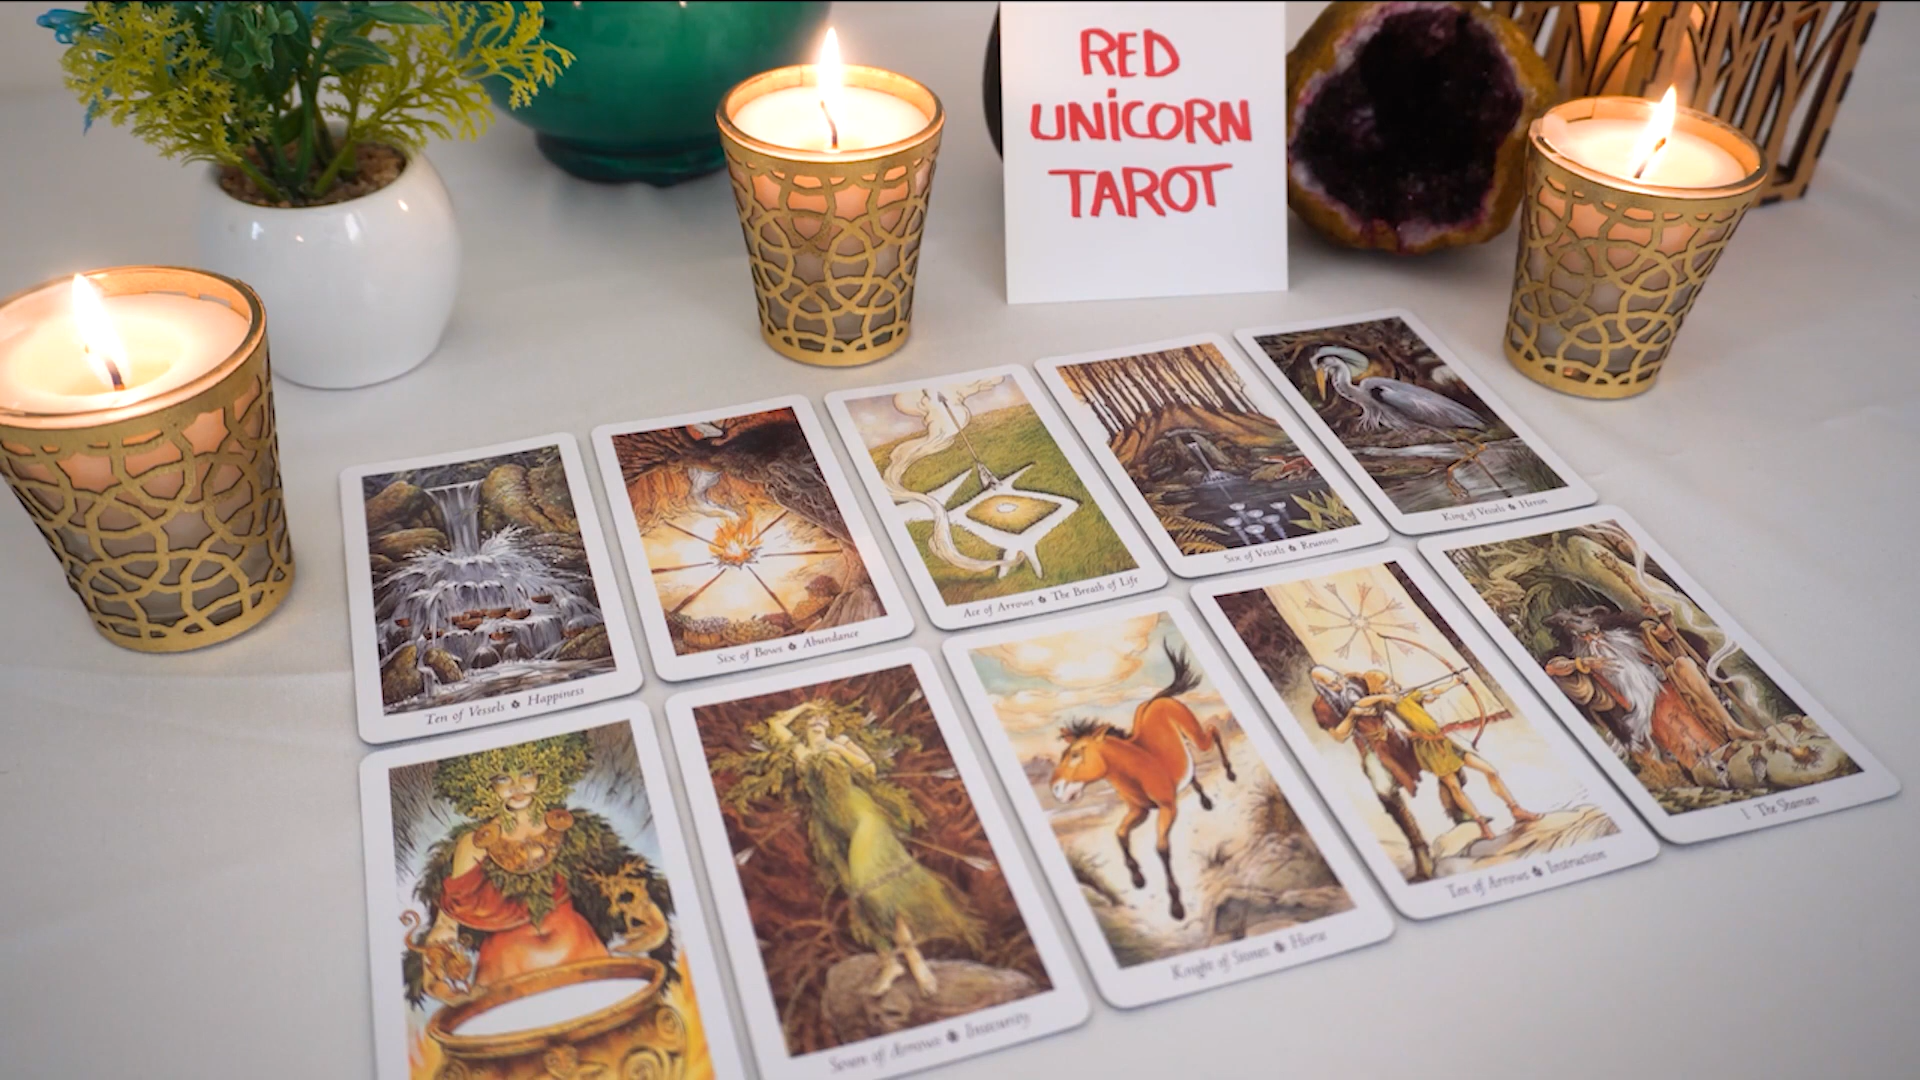 RED
UNiCORN
TAROT
Ten of Vessels Happiness
Six of Bows Abundance
Ace of Arrows The Breath of Life
Six of Vessels Reunion
King of Vessels Heron
Seven of Arrows Insecurity
Knight of Stones Horse
Ten of Arrows Instruction
1 The Shaman